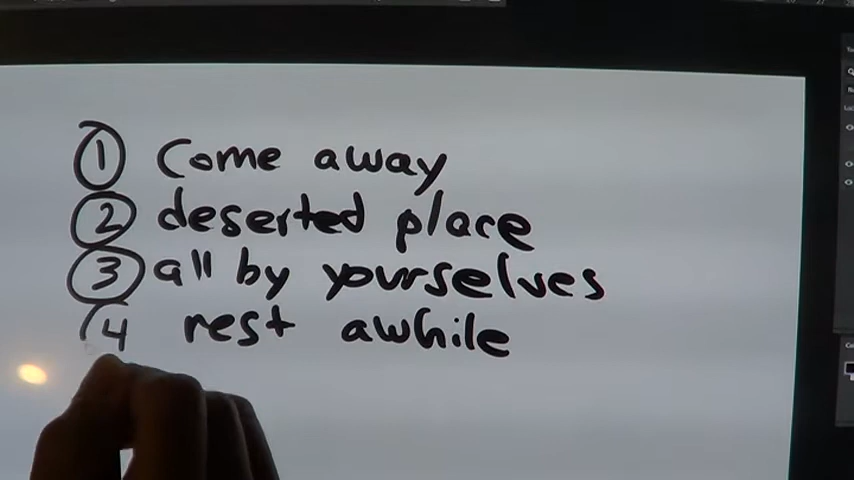 1 Come away
2 deserted place
3 all by yourselves
4 rest awhile